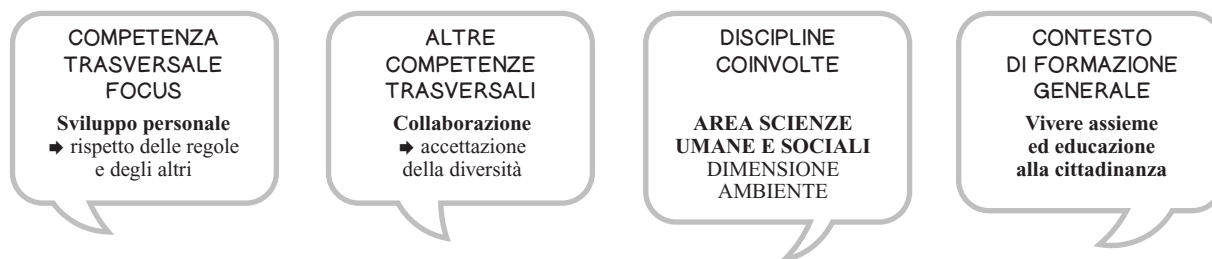 COMPETENZA
TRASVERSALE
FOCUS
Sviluppo personale
➡ rispetto delle regole
e degli altri
ALTRE
COMPETENZE
TRASVERSALI
Collaborazione
➡ accettazione
della diversità
DISCIPLINE
COINVOLTE
AREA SCIENZE
UMANE E SOCIALI
DIMENSIONE
AMBIENTE
CONTESTO
DI FORMAZIONE
GENERALE
Vivere assieme
ed educazione
alla cittadinanza